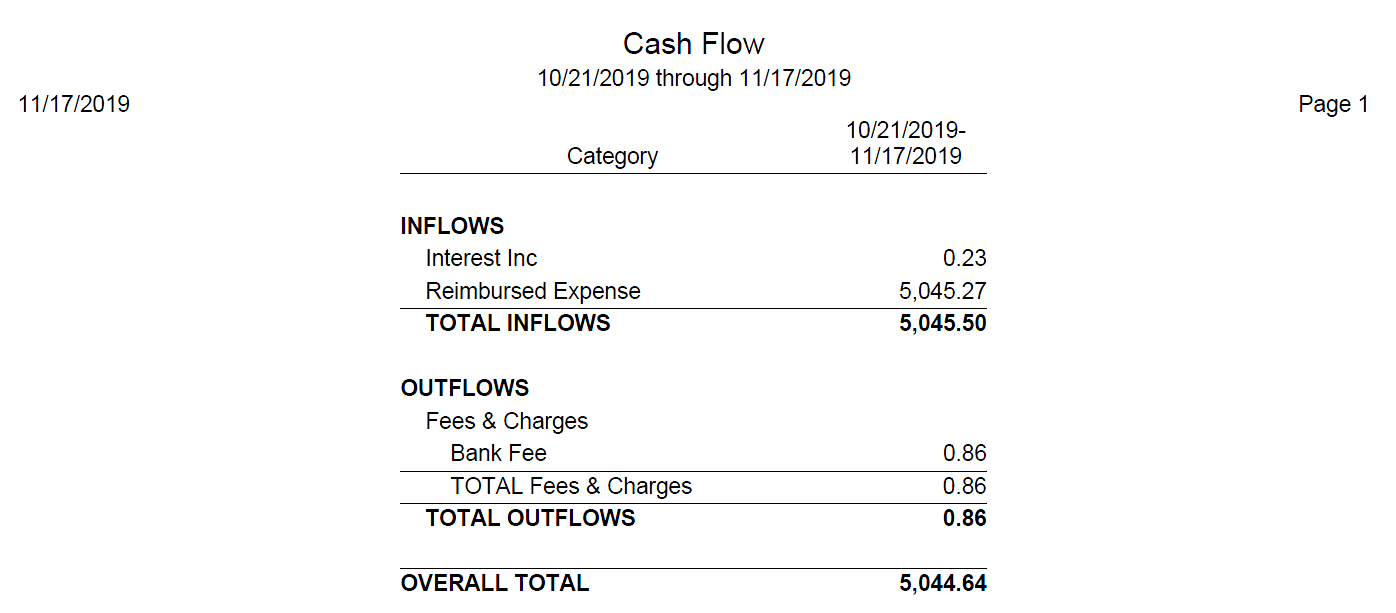 Cash Flow
10/21/2019 through 11/17/2019
11/17/2019 Page 1
10/21/2019-
Category 11/17/2019
INFLOWS
Interest Inc 0.23
Reimbursed Expense 5,045.27
TOTAL INFLOWS 5,045.50
OUTFLOWS
Fees & Charges
Bank Fee 0.86
TOTAL Fees & Charges 0.86
TOTAL OUTFLOWS 0.86
OVERALL TOTAL 5,044.64